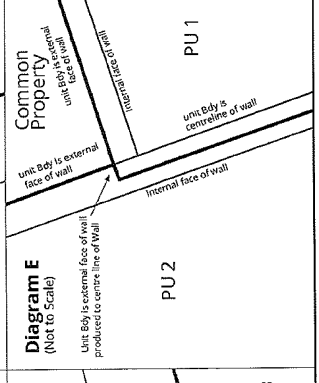 Common
Property
unit Bdy is external
face of wall
unit Bdy is external
face of wall
Internal face of wall
PU 1
unit Bdy is
centreline of wall
Internal face of wall
Diagram E
(Not to Scale)
Unit Bdy is external face of wall
produced to centre line of Wall
PU 2